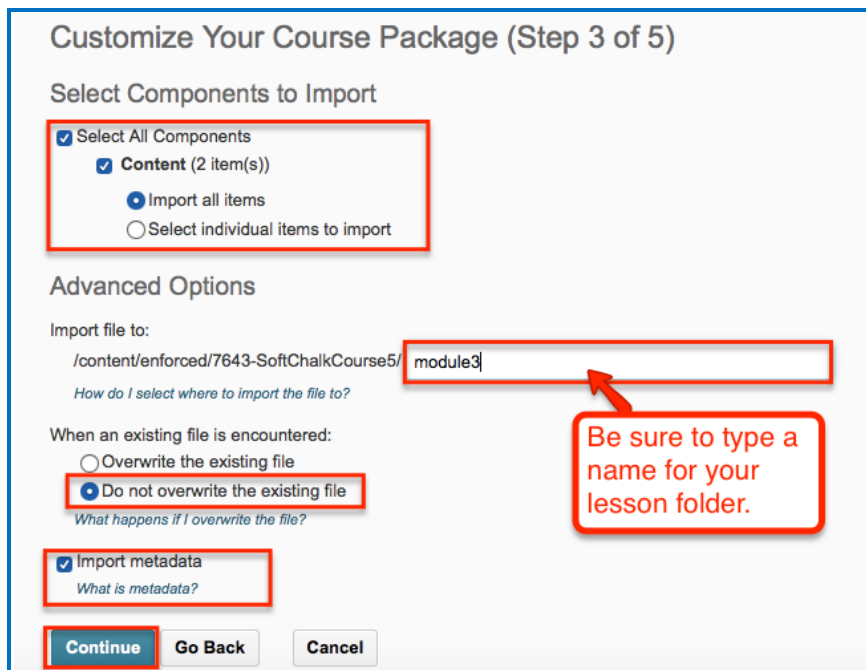 Customize Your Course Package (Step 3 of 5)
Select Components to Import
Select All Components
Content (2 item(s))
Import all items
Select individual items to import
Advanced Options
Import file to:
/content/enforced/7643-SoftChalkCourse5/ module3
How do I select where to import the file to?
When an existing file is encountered:
Overwrite the existing file
Do not overwrite the existing file
What happens if I overwrite the file?
Be sure to type a
name for your
lesson folder.
Import metadata
What is metadata?
Continue Go Back Cancel